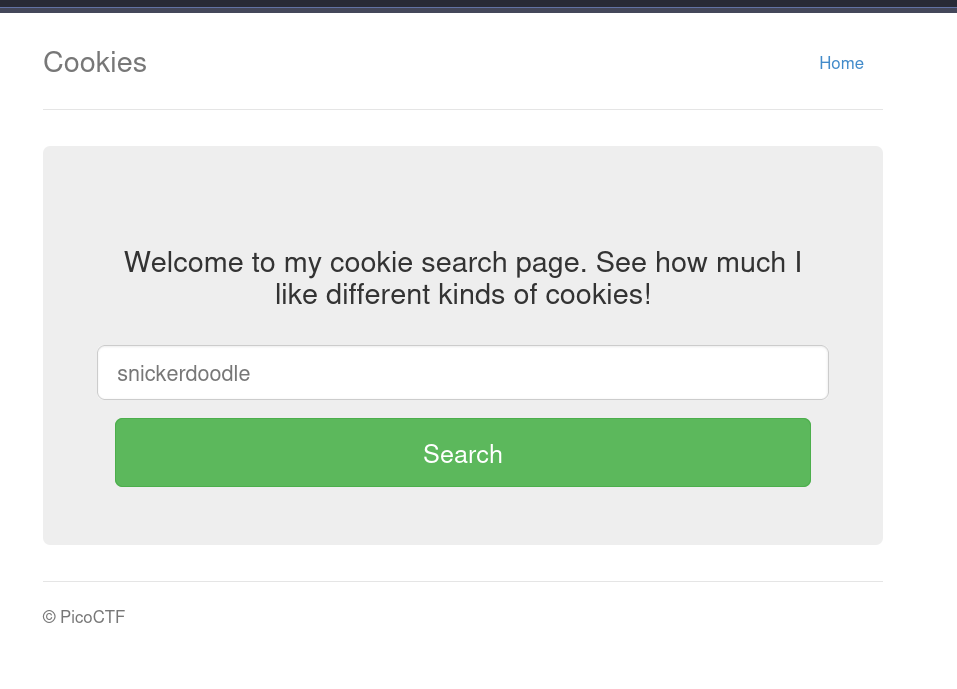 Cookies
Home
Welcome to my cookie search page. See how much I
like different kinds of cookies!
snickerdoodle
Search
© PicoCTF